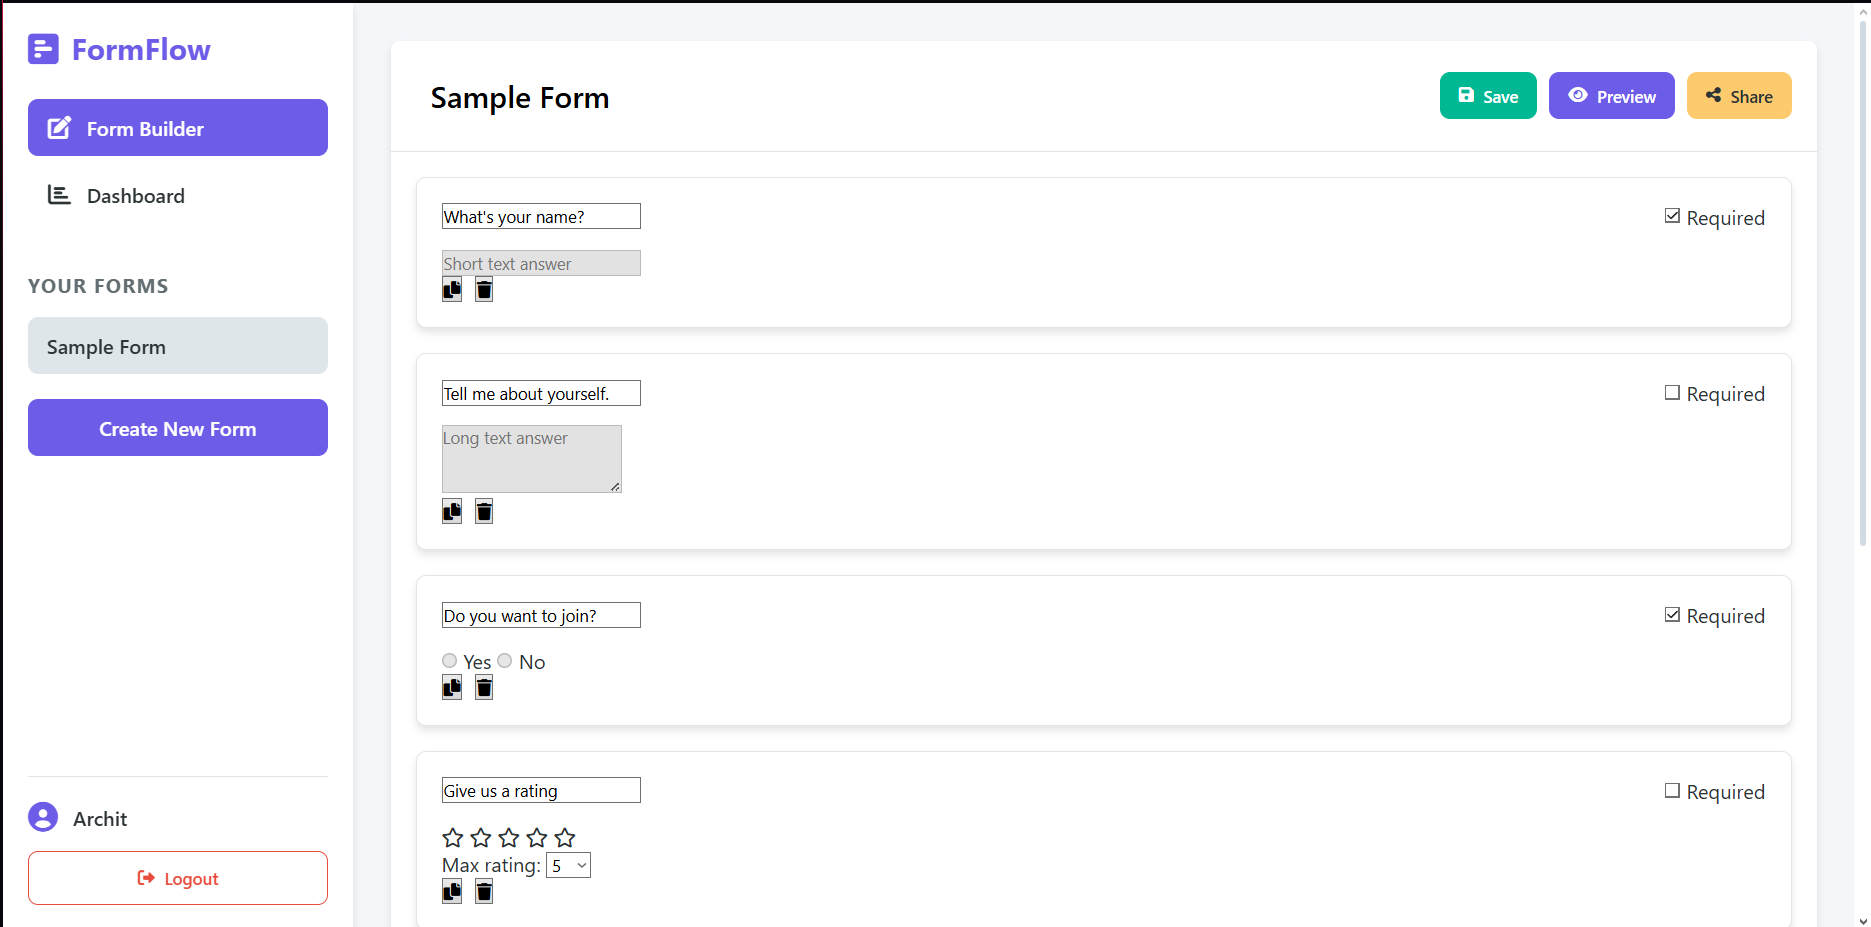 FormFlow
Form Builder
Dashboard
YOUR FORMS
Sample Form
Create New Form
Archit
Logout
Sample Form
Save
Preview
Share
What's your name?
Required
Short text answer
Tell me about yourself.
Required
Long text answer
Do you want to join?
Required
Yes No
Give us a rating
Required
Max rating: 5